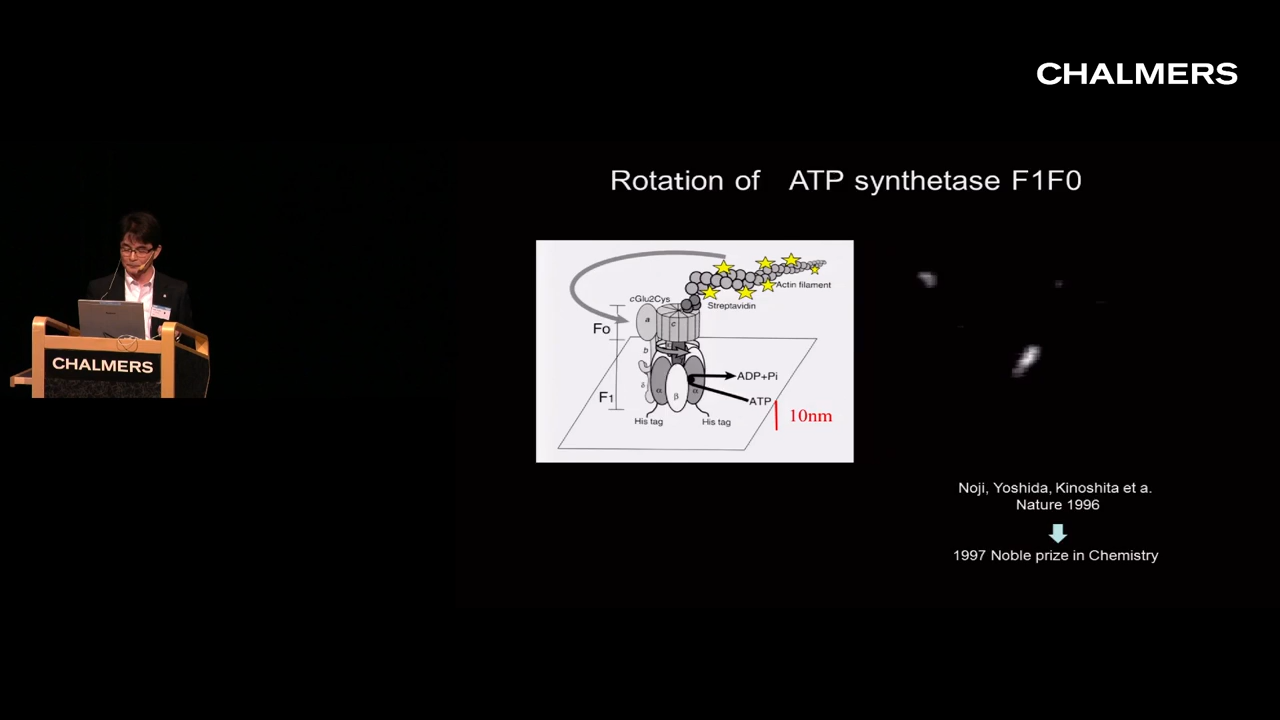 CHALMERS
Rotation of ATP synthetase F1F0
Actin filament
cGlu2Cys
Streptavidin
a
c
Fo
b
ADP+Pi
δ
α
α
β
F1
ATP
10nm
His tag
His tag
CHALMERS
Noji, Yoshida, Kinoshita et a.
Nature 1996
1997 Noble prize in Chemistry